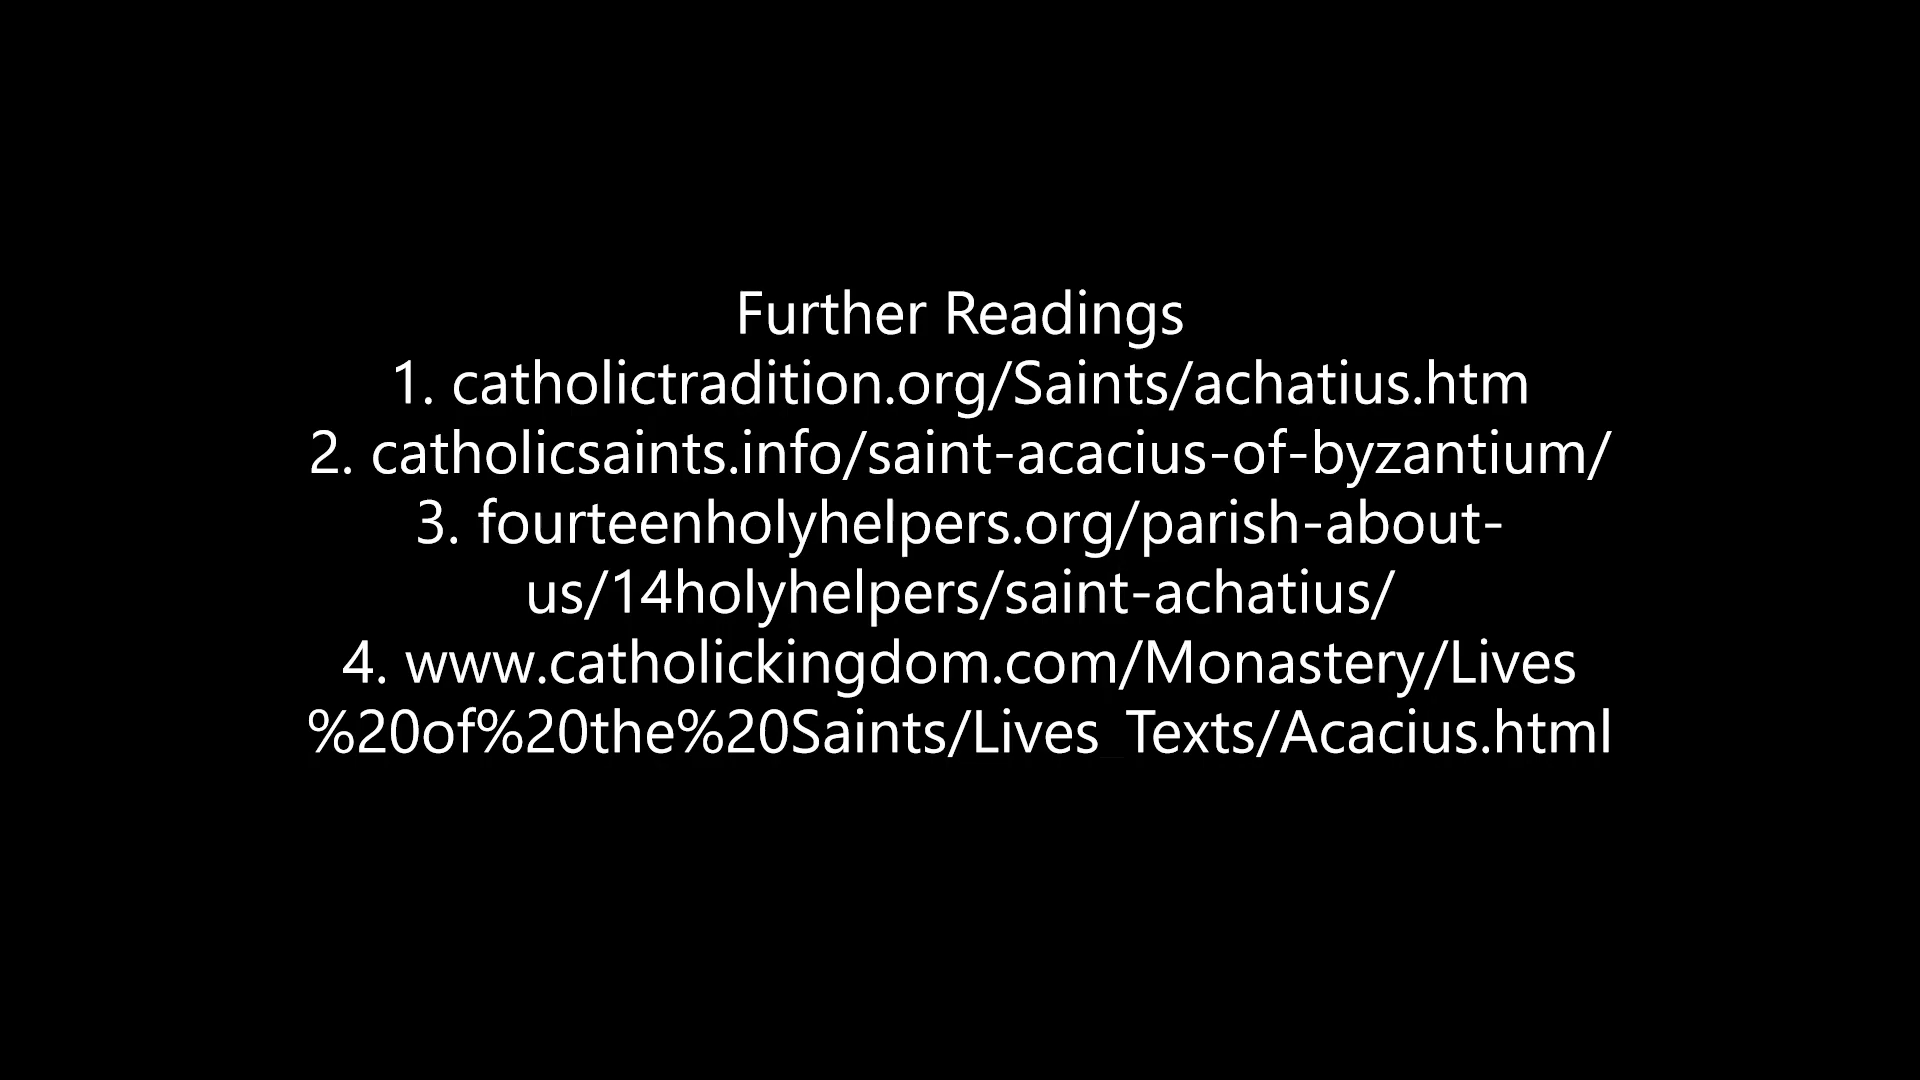 Further Readings
1. catholictradition.org/Saints/achatius.htm
2. catholicsaints.info/saint-acacius-of-byzantium/
3. fourteenholyhelpers.org/parish-about-
us/14holyhelpers/saint-achatius/
4. www.catholickingdom.com/Monastery/Lives
%20of%20the%20Saints/Lives_Texts/Acacius.html